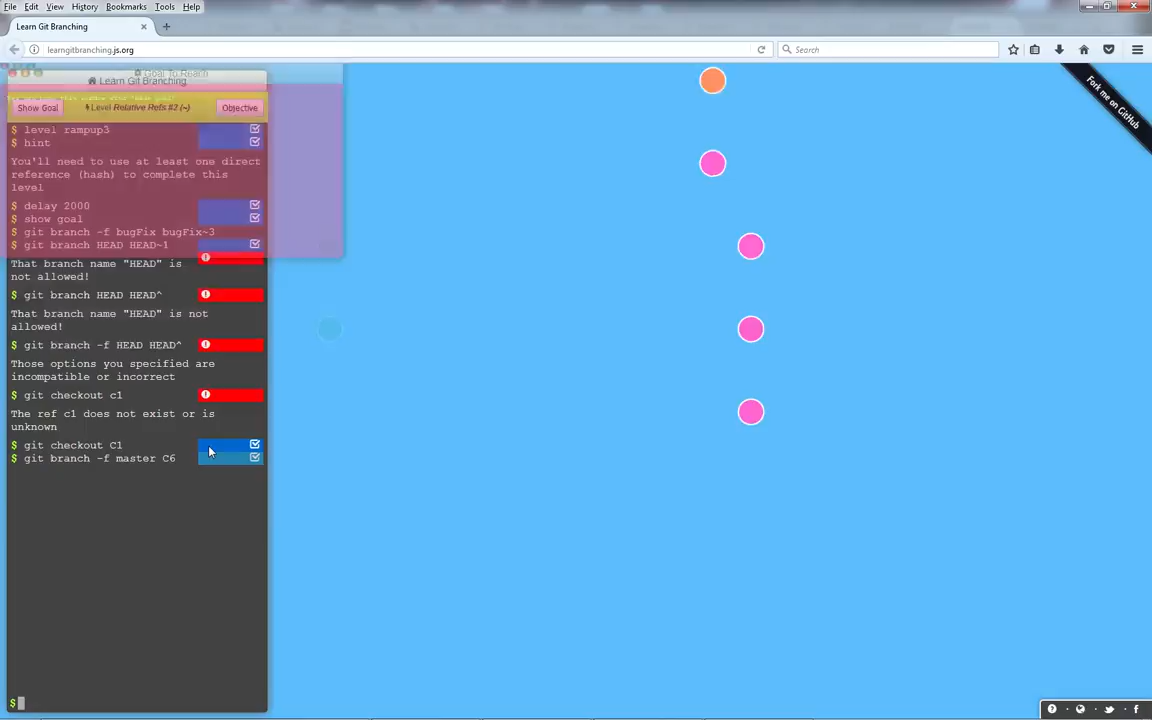 File Edit View History Bookmarks Tools Help
Learn Git Branching
learngitbranching.js.org
Search
Goal To Reach
Learn Git Branching
Show Goal
Level Relative Refs #2 (~)
Objective
$ level rampup3
$ hint
You'll need to use at least one direct
reference (hash) to complete this
level
$ delay 2000
$ show goal
$ git branch -f bugFix bugFix~3
$ git branch HEAD HEAD~1
That branch name "HEAD" is
not allowed!
$ git branch HEAD HEAD^
That branch name "HEAD" is not
allowed!
$ git branch -f HEAD HEAD^
Those options you specified are
incompatible or incorrect
$ git checkout c1
The ref c1 does not exist or is
unknown
$ git checkout C1
$ git branch -f master C6
$
Fork me on GitHub